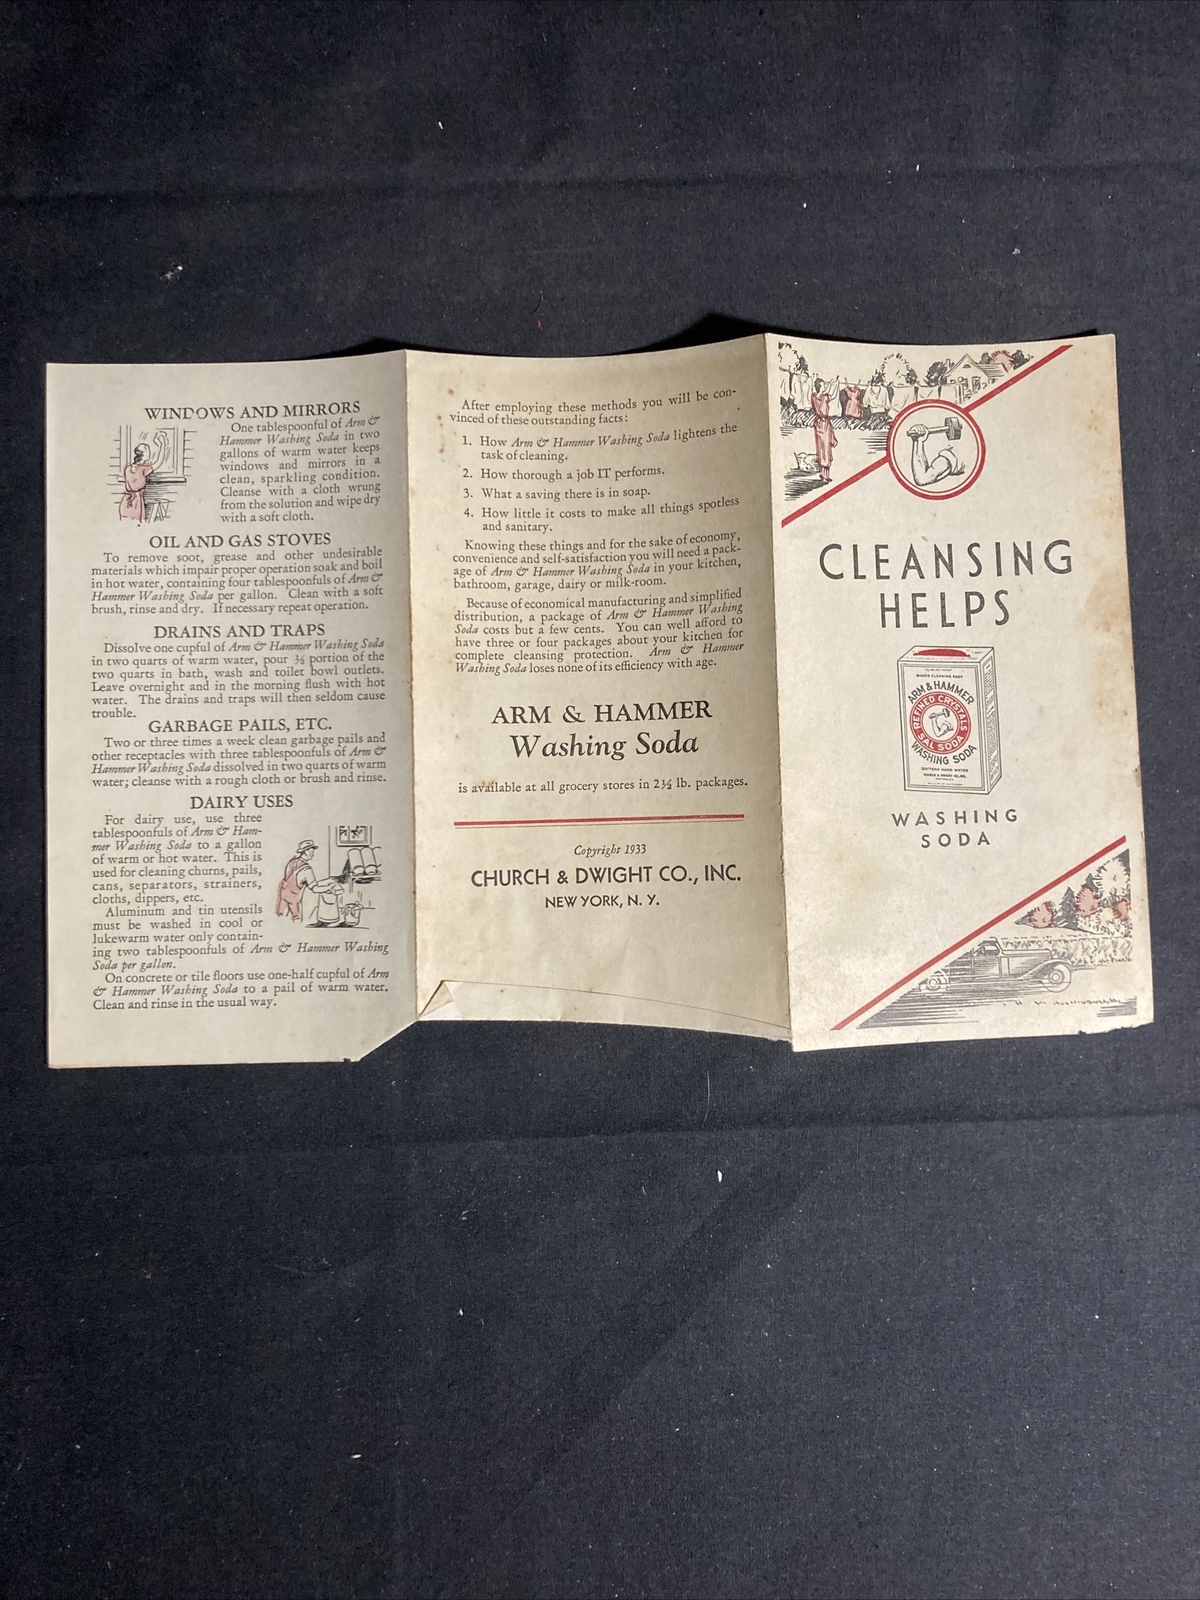 WINDOWS AND MIRRORS
One tablespoonful of Arm &
Hammer Washing Soda in two
gallons of warm water keeps
windows and mirrors in a
clean, sparkling condition.
Cleanse with a cloth wrung
from the solution and wipe dry
with a soft cloth.
OIL AND GAS STOVES
To remove soot, grease and other undesirable
materials which impair proper operation soak and boil
in hot water, containing four tablespoonfuls of Arm &
Hammer Washing Soda per gallon. Clean with a soft
brush, rinse and dry. If necessary repeat operation.
DRAINS AND TRAPS
Dissolve one cupful of Arm & Hammer Washing Soda
in two quarts of warm water, pour ⅓ portion of the
two quarts in bath, wash and toilet bowl outlets.
Leave overnight and in the morning flush with hot
water. The drains and traps will then seldom cause
trouble.
GARBAGE PAILS, ETC.
Two or three times a week clean garbage pails and
other receptacles with three tablespoonfuls of Arm &
Hammer Washing Soda dissolved in two quarts of warm
water; cleanse with a rough cloth or brush and rinse.
DAIRY USES
For dairy use, use three
tablespoonfuls of Arm & Ham-
mer Washing Soda to a gallon
of warm or hot water. This is
used for cleaning churns, pails,
cans, separators, strainers,
cloths, dippers, etc.
Aluminum and tin utensils
must be washed in cool or
lukewarm water only contain-
ing two tablespoonfuls of Arm & Hammer Washing
Soda per gallon.
On concrete or tile floors use one-half cupful of Arm
& Hammer Washing Soda to a pail of warm water.
Clean and rinse in the usual way.
After employing these methods you will be con-
vinced of these outstanding facts:
1. How Arm & Hammer Washing Soda lightens the
task of cleaning.
2. How thorough a job IT performs.
3. What a saving there is in soap.
4. How little it costs to make all things spotless
and sanitary.
Knowing these things and for the sake of economy,
convenience and self-satisfaction you will need a pack-
age of Arm & Hammer Washing Soda in your kitchen,
bathroom, garage, dairy or milk-room.
Because of economical manufacturing and simplified
distribution, a package of Arm & Hammer Washing
Soda costs but a few cents. You can well afford to
have three or four packages about your kitchen for
complete cleansing protection. Arm & Hammer
Washing Soda loses none of its efficiency with age.
ARM & HAMMER
Washing Soda
is available at all grocery stores in 2½ lb. packages.
Copyright 1933
CHURCH & DWIGHT CO., INC.
NEW YORK, N. Y.
CLEANSING
HELPS
MAKES CLEANING EASY
ARM & HAMMER
REFINED CRYSTALS
SAL SODA
WASHING SODA
SOFTENS HARD WATER
CHURCH & DWIGHT CO., INC.
WASHING
SODA